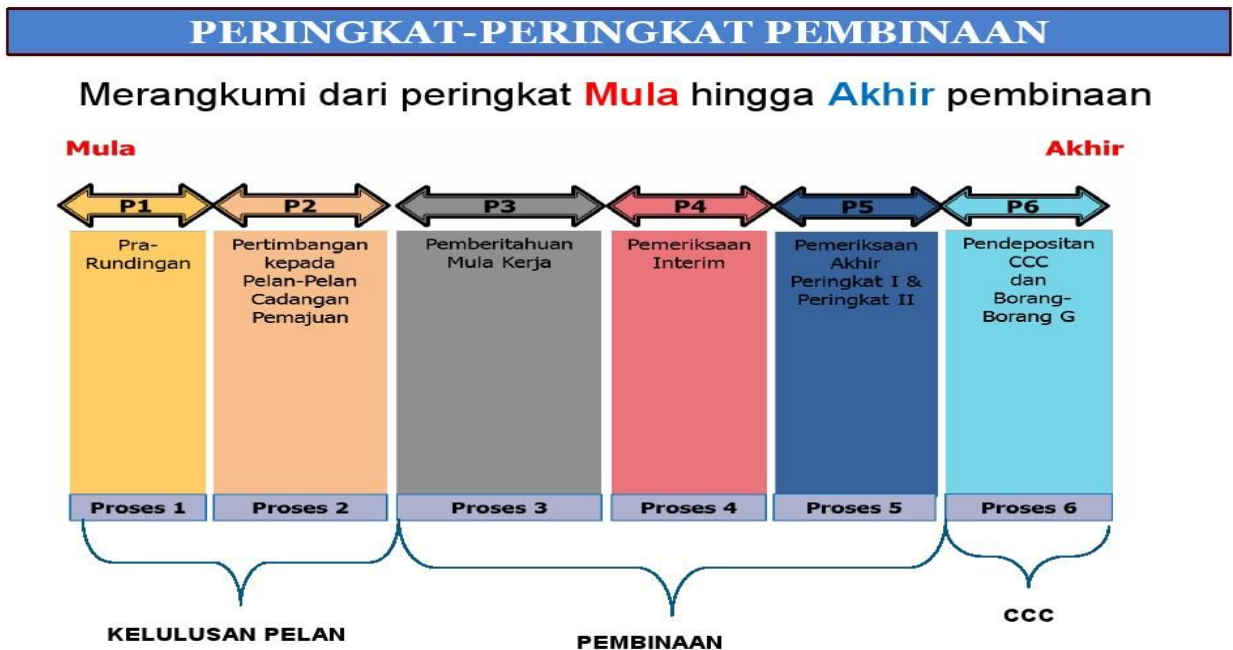 PERINGKAT-PERINGKAT PEMBINAAN
Merangkumi dari peringkat Mula hingga Akhir pembinaan
Mula
Akhir
P1
P2
P3
P4
P5
P6
Pra-
Rundingan
Pertimbangan
kepada
Pelan-Pelan
Cadangan
Pemajuan
Pemberitahuan
Mula Kerja
Pemeriksaan
Interim
Pemeriksaan
Akhir
Peringkat I &
Peringkat II
Pendepositan
CCC
dan
Borang-
Borang G
Proses 1
Proses 2
Proses 3
Proses 4
Proses 5
Proses 6
KELULUSAN PELAN
PEMBINAAN
CCC